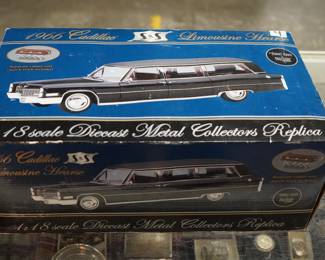 1966 Cadillac S&S Limousine Hearse
18 scale Diecast Metal Collectors Replica
66 Cadillac S&S Limousine Hearse
1:18 scale Diecast Metal Collectors Replica